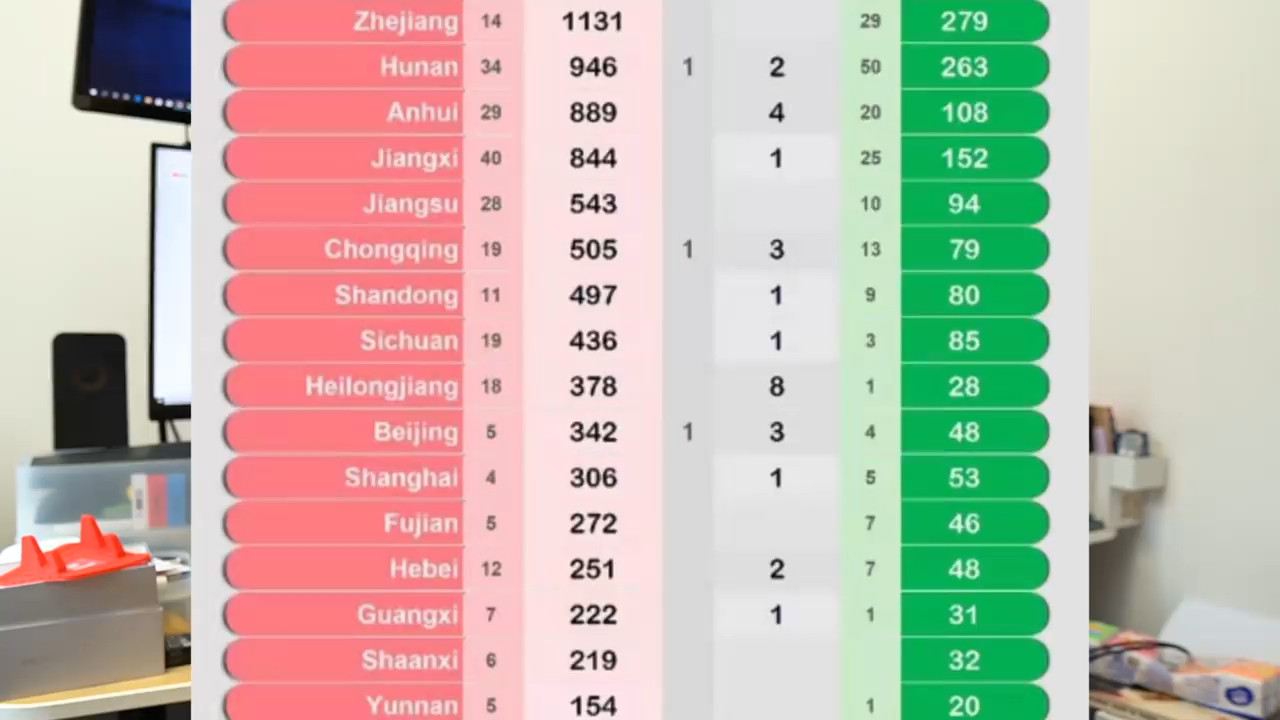 Zhejiang 14 1131 29 279
Hunan 34 946 1 2 50 263
Anhui 29 889 4 20 108
Jiangxi 40 844 1 25 152
Jiangsu 28 543 10 94
Chongqing 19 505 1 3 13 79
Shandong 11 497 1 9 80
Sichuan 19 436 1 3 85
Heilongjiang 18 378 8 1 28
Beijing 5 342 1 3 4 48
Shanghai 4 306 1 5 53
Fujian 5 272 7 46
Hebei 12 251 2 7 48
Guangxi 7 222 1 1 31
Shaanxi 6 219 32
Yunnan 5 154 1 20